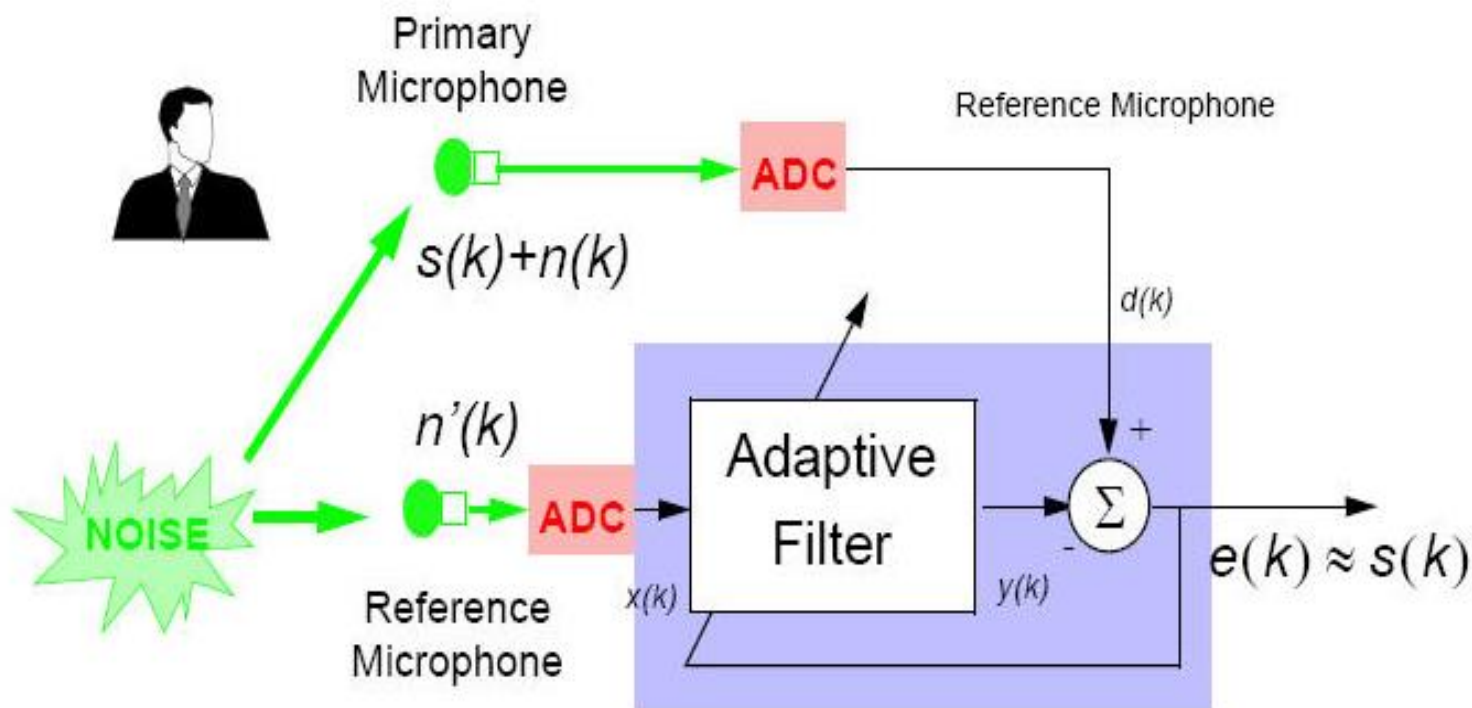 Primary
Microphone
Reference Microphone
ADC
s(k)+n(k)
d(k)
n’(k)
+
Adaptive
Filter
NOISE
ADC
Σ
-
e(k) ≈ s(k)
x(k)
y(k)
Reference
Microphone